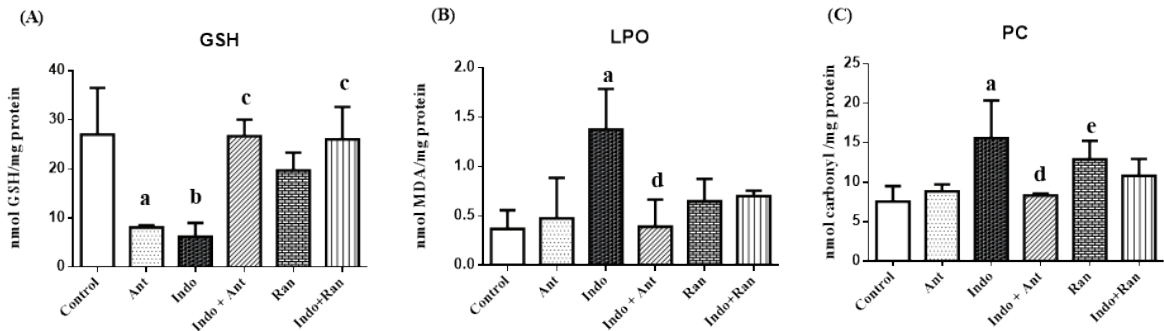 (A)
GSH
nmol GSH/mg protein
40
30
20
10
0
a
b
c
c
Control
Ant
Indo
Indo + Ant
Ran
Indo+Ran
(B)
LPO
nmol MDA/mg protein
2.0
1.5
1.0
0.5
0.0
a
d
Control
Ant
Indo
Indo + Ant
Ran
Indo+Ran
(C)
PC
nmol carbonyl /mg protein
25
20
15
10
5
0
a
d
e
Control
Ant
Indo
Indo + Ant
Ran
Indo+Ran